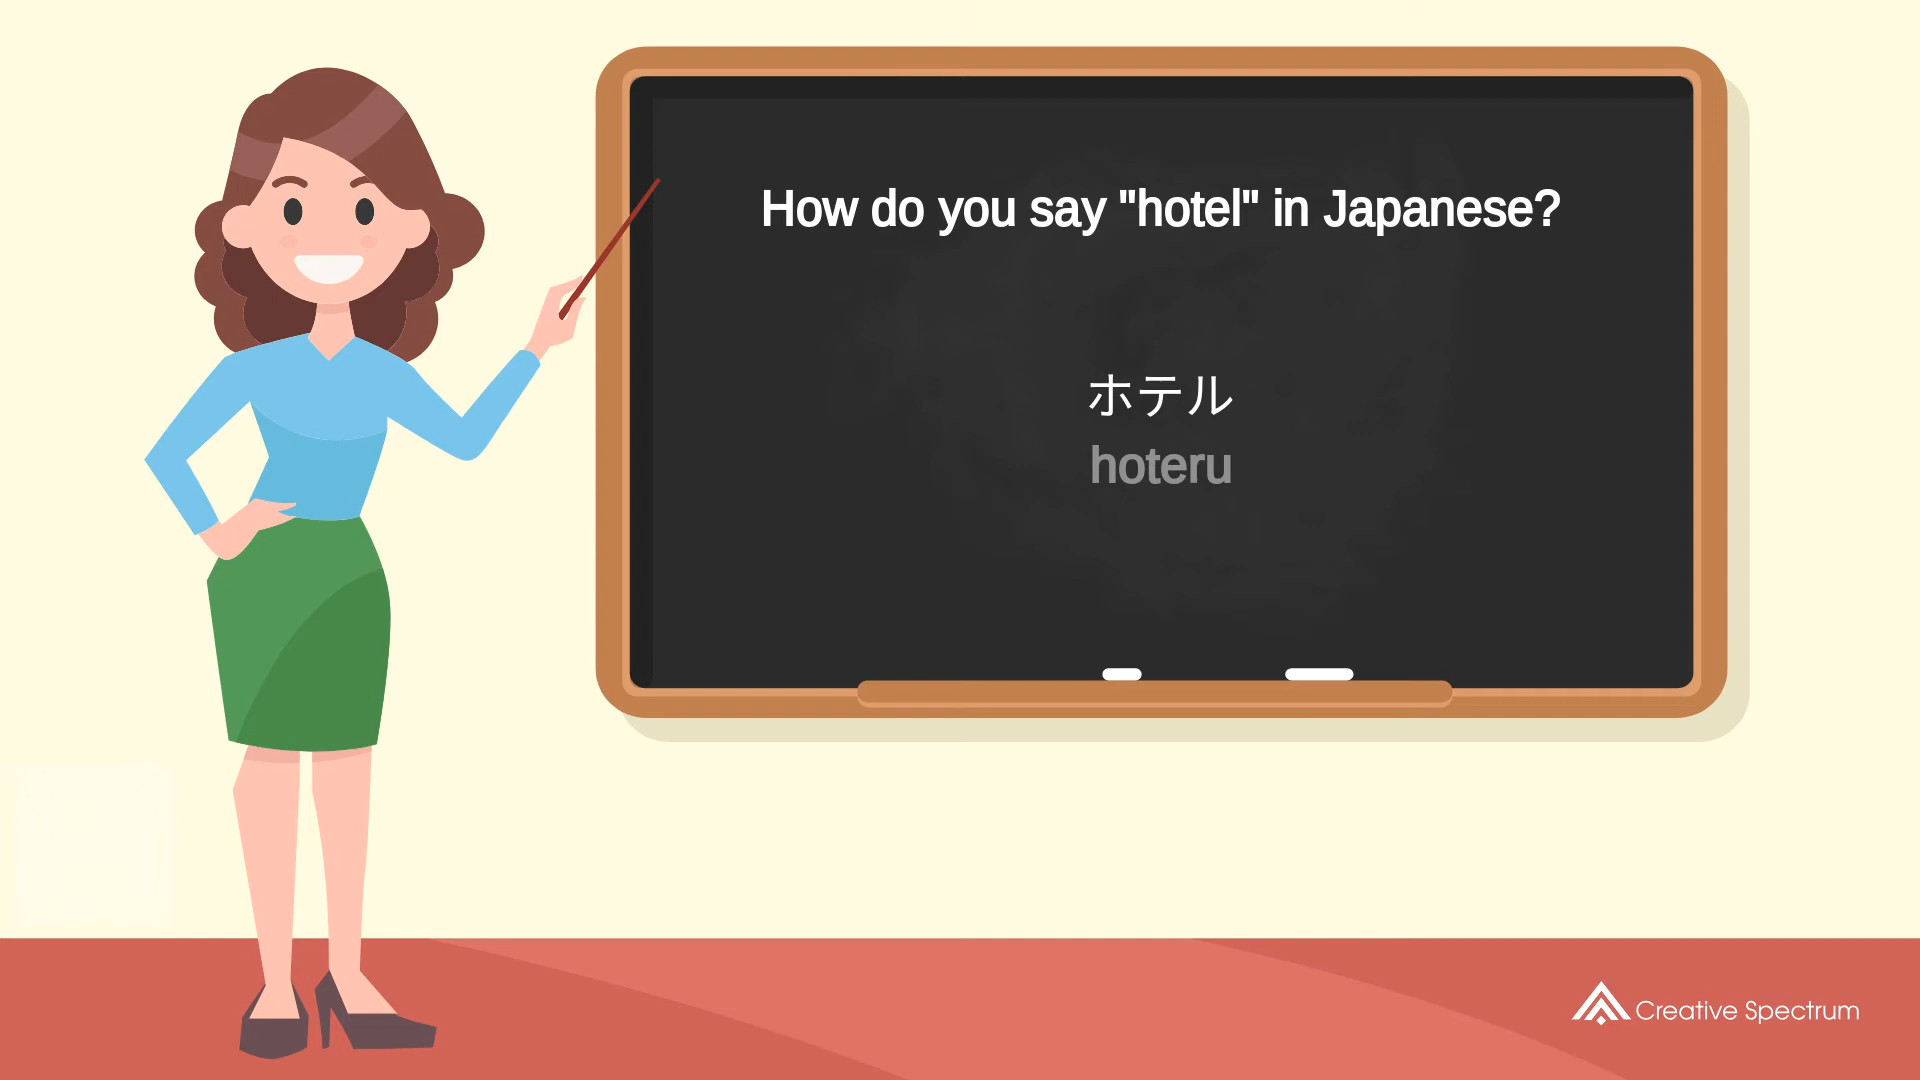 How do you say "hotel" in Japanese?
ホテル
hoteru
Creative Spectrum